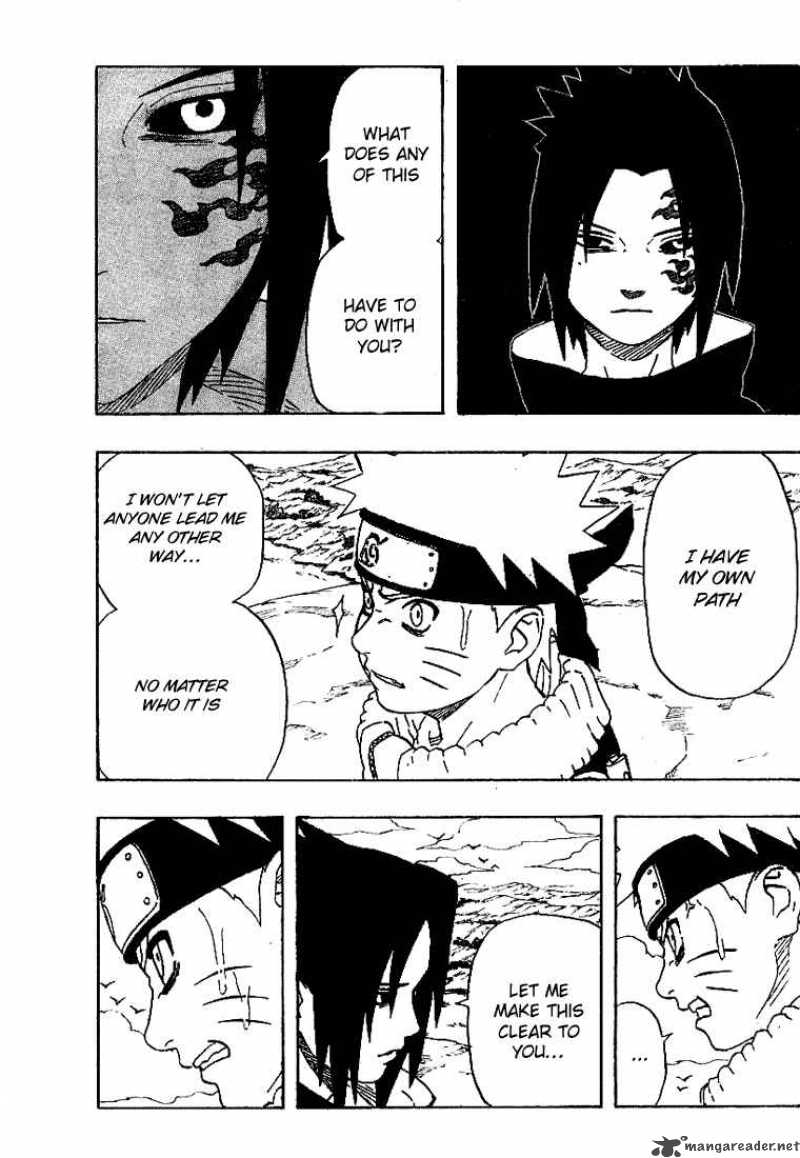 WHAT
DOES ANY
OF THIS
HAVE TO
DO WITH
YOU?
I HAVE
MY OWN
PATH
I WON'T LET
ANYONE LEAD ME
ANY OTHER
WAY...
NO MATTER
WHO IT IS
...
LET ME
MAKE THIS
CLEAR TO
YOU...
mangareader.net